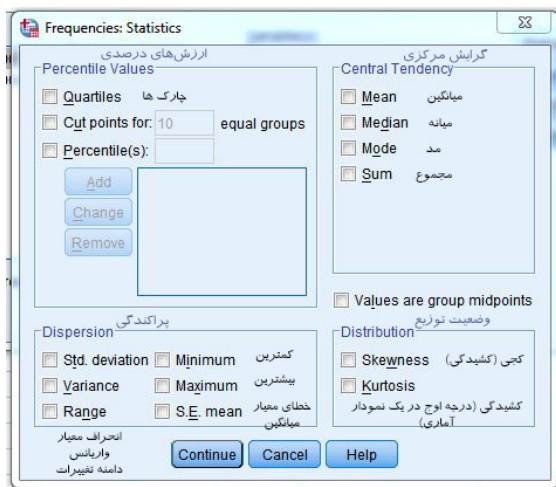 Frequencies: Statistics
ارزش‌های درصدی
Percentile Values
Quartiles چارک ها
Cut points for: 10 equal groups
Percentile(s):
Add
Change
Remove
گرایش مرکزی
Central Tendency
Mean میانگین
Median میانه
Mode مد
Sum مجموع
Values are group midpoints
پراکندگی
Dispersion
Std. deviation Minimum کمترین
Variance Maximum بیشترین
Range S.E. mean خطای معیار
میانگین
انحراف معیار
واریانس
دامنه تغییرات
وضعیت توزیع
Distribution
Skewness کجی (کشیدگی)
Kurtosis
کشیدگی (درجه اوج در یک نمودار
آماری)
Continue Cancel Help